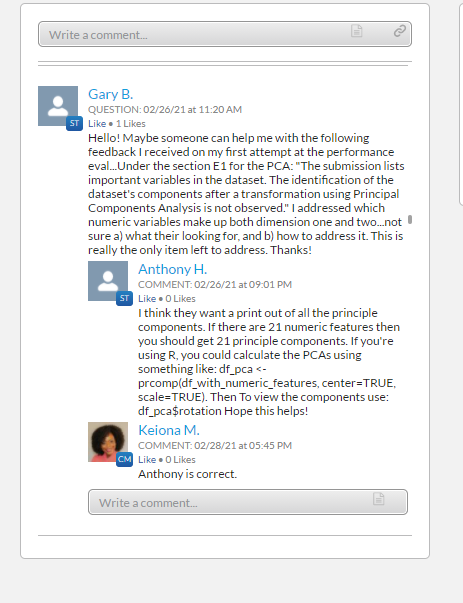 Write a comment...
Gary B.
QUESTION: 02/26/21 at 11:20 AM
ST
Like • 1 Likes
Hello! Maybe someone can help me with the following
feedback I received on my first attempt at the performance
eval...Under the section E1 for the PCA: "The submission lists
important variables in the dataset. The identification of the
dataset's components after a transformation using Principal
Components Analysis is not observed." I addressed which
numeric variables make up both dimension one and two...not
sure a) what their looking for, and b) how to address it. This is
really the only item left to address. Thanks!
Anthony H.
COMMENT: 02/26/21 at 09:01 PM
ST
Like • 0 Likes
I think they want a print out of all the principle
components. If there are 21 numeric features then
you should get 21 principle components. If you're
using R, you could calculate the PCAs using
something like: df_pca <-
prcomp(df_with_numeric_features, center=TRUE,
scale=TRUE). Then To view the components use:
df_pca$rotation Hope this helps!
Keiona M.
COMMENT: 02/28/21 at 05:45 PM
CM
Like • 0 Likes
Anthony is correct.
Write a comment...